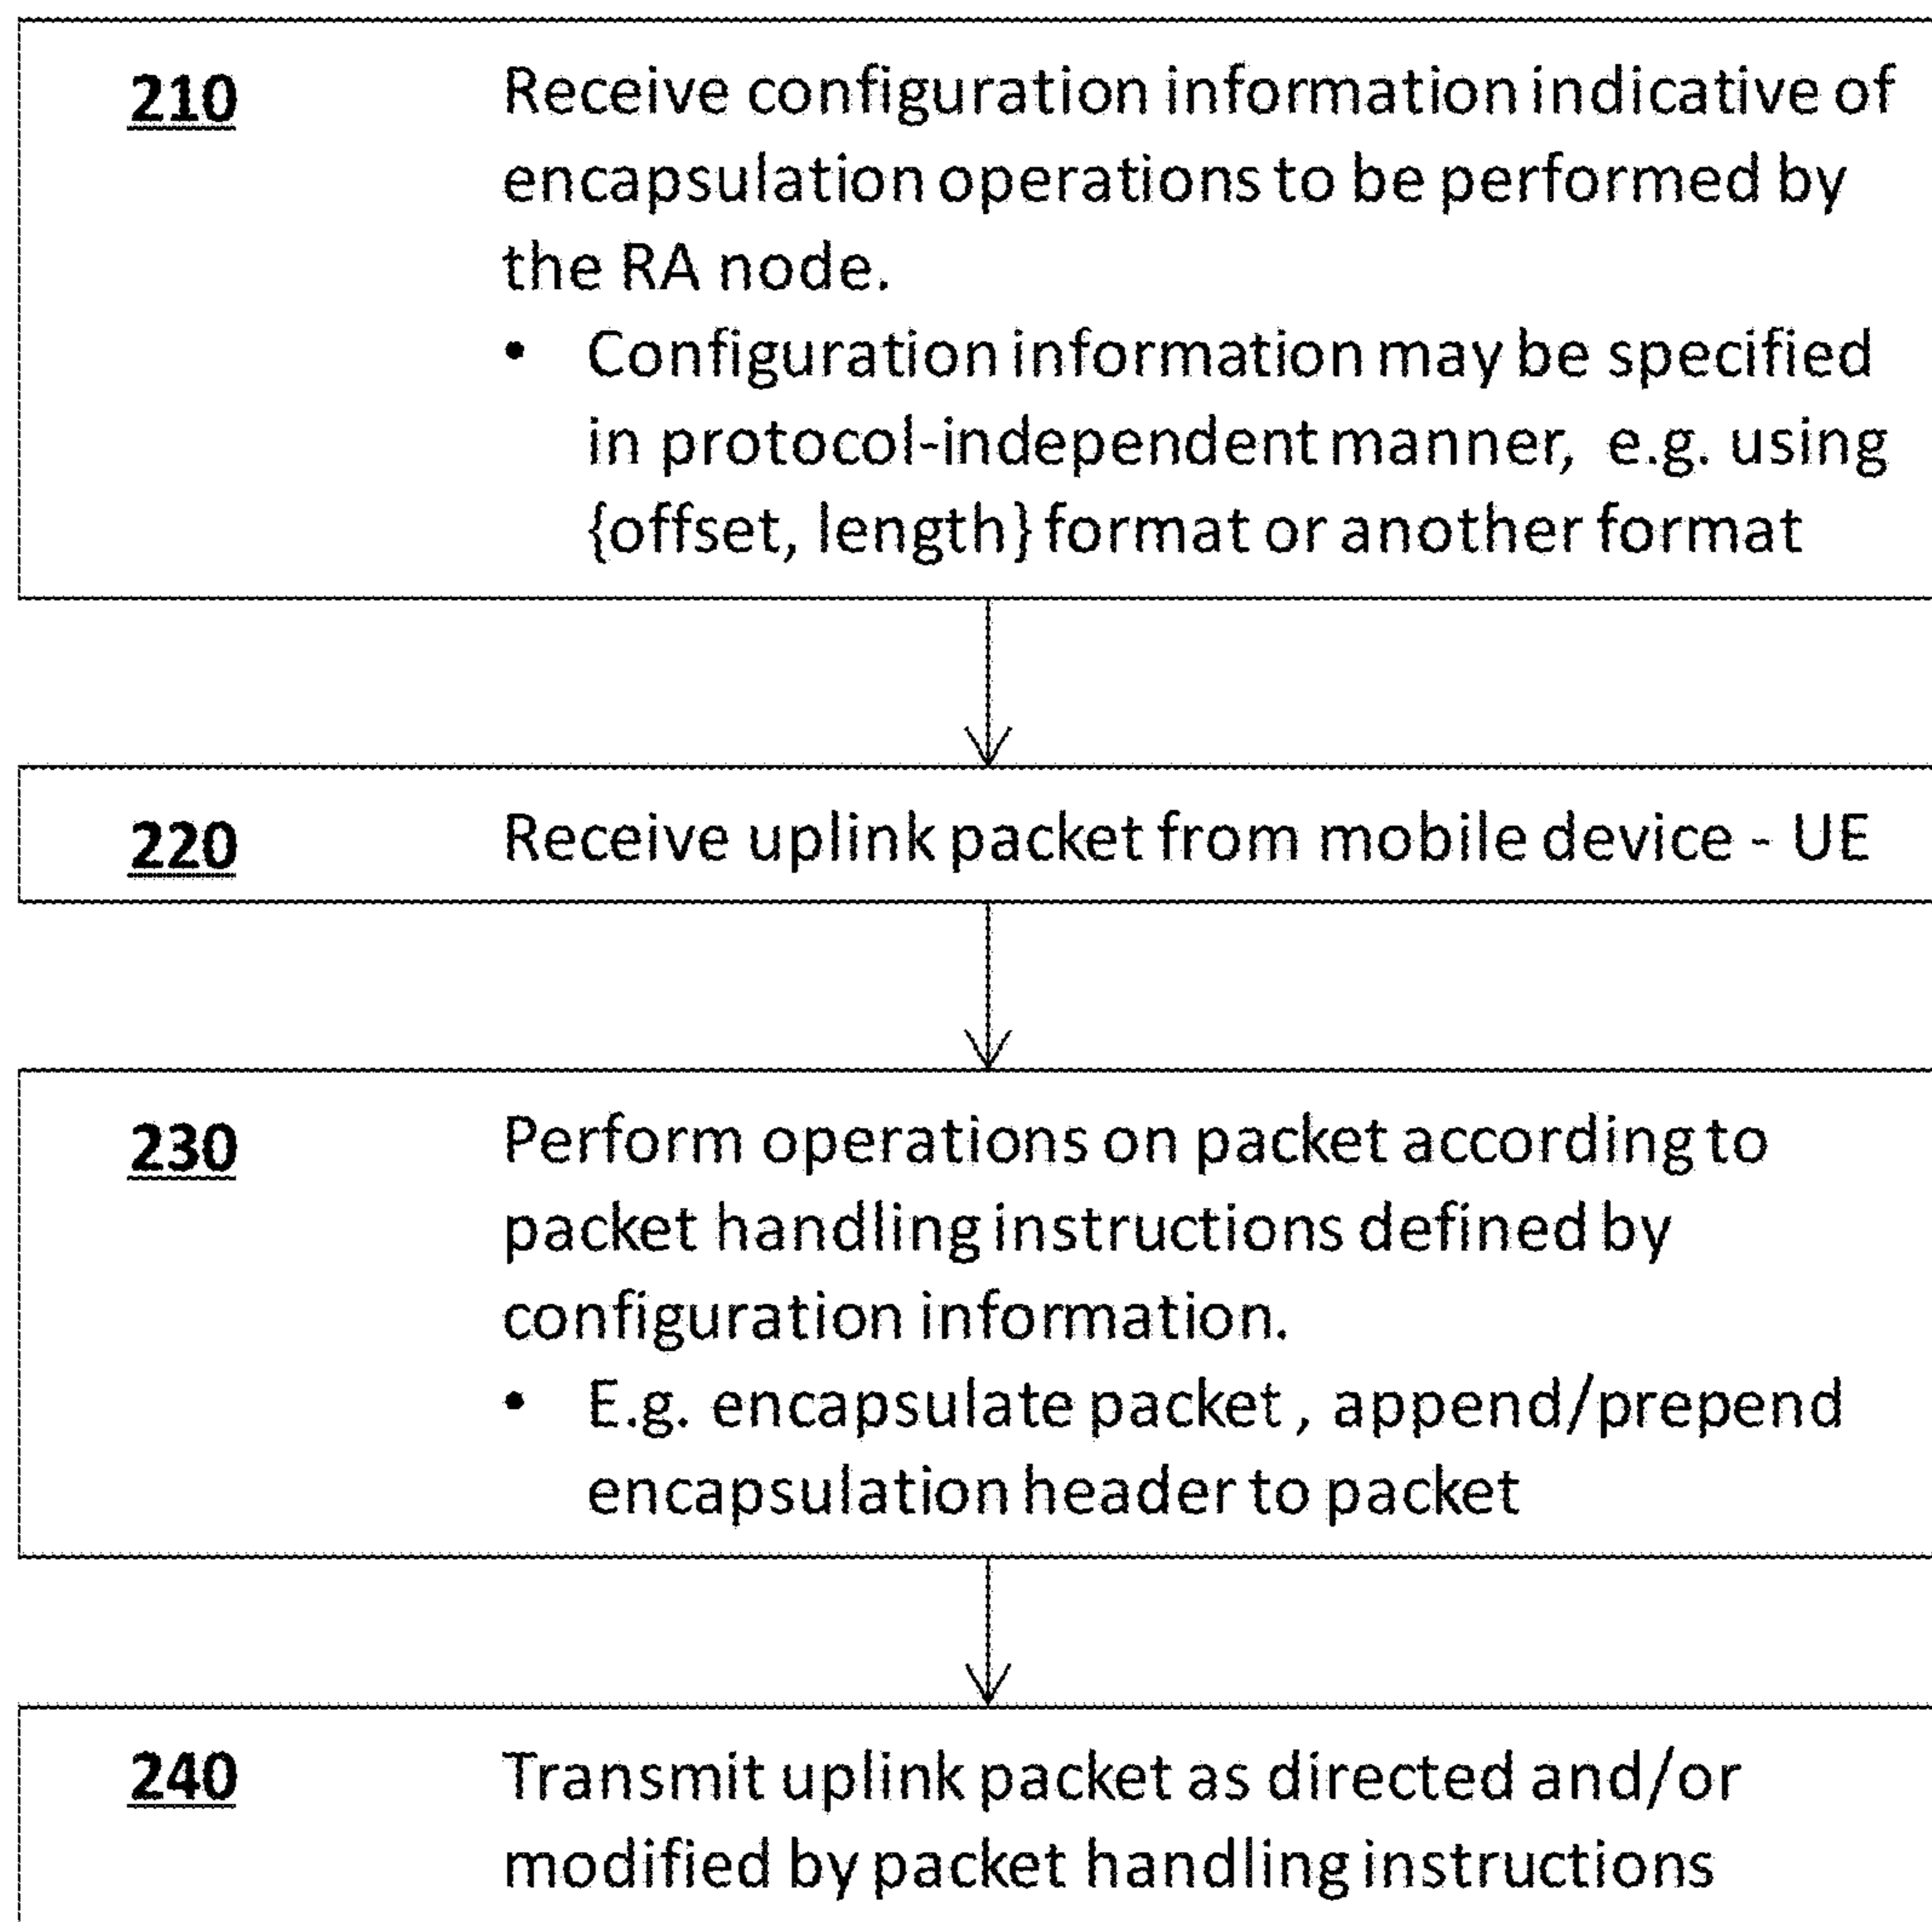 210 Receive configuration information indicative of
encapsulation operations to be performed by
the RA node.
• Configuration information may be specified
in protocol-independent manner, e.g. using
{offset, length} format or another format
220 Receive uplink packet from mobile device - UE
230 Perform operations on packet according to
packet handling instructions defined by
configuration information.
• E.g. encapsulate packet, append/prepend
encapsulation header to packet
240 Transmit uplink packet as directed and/or
modified by packet handling instructions